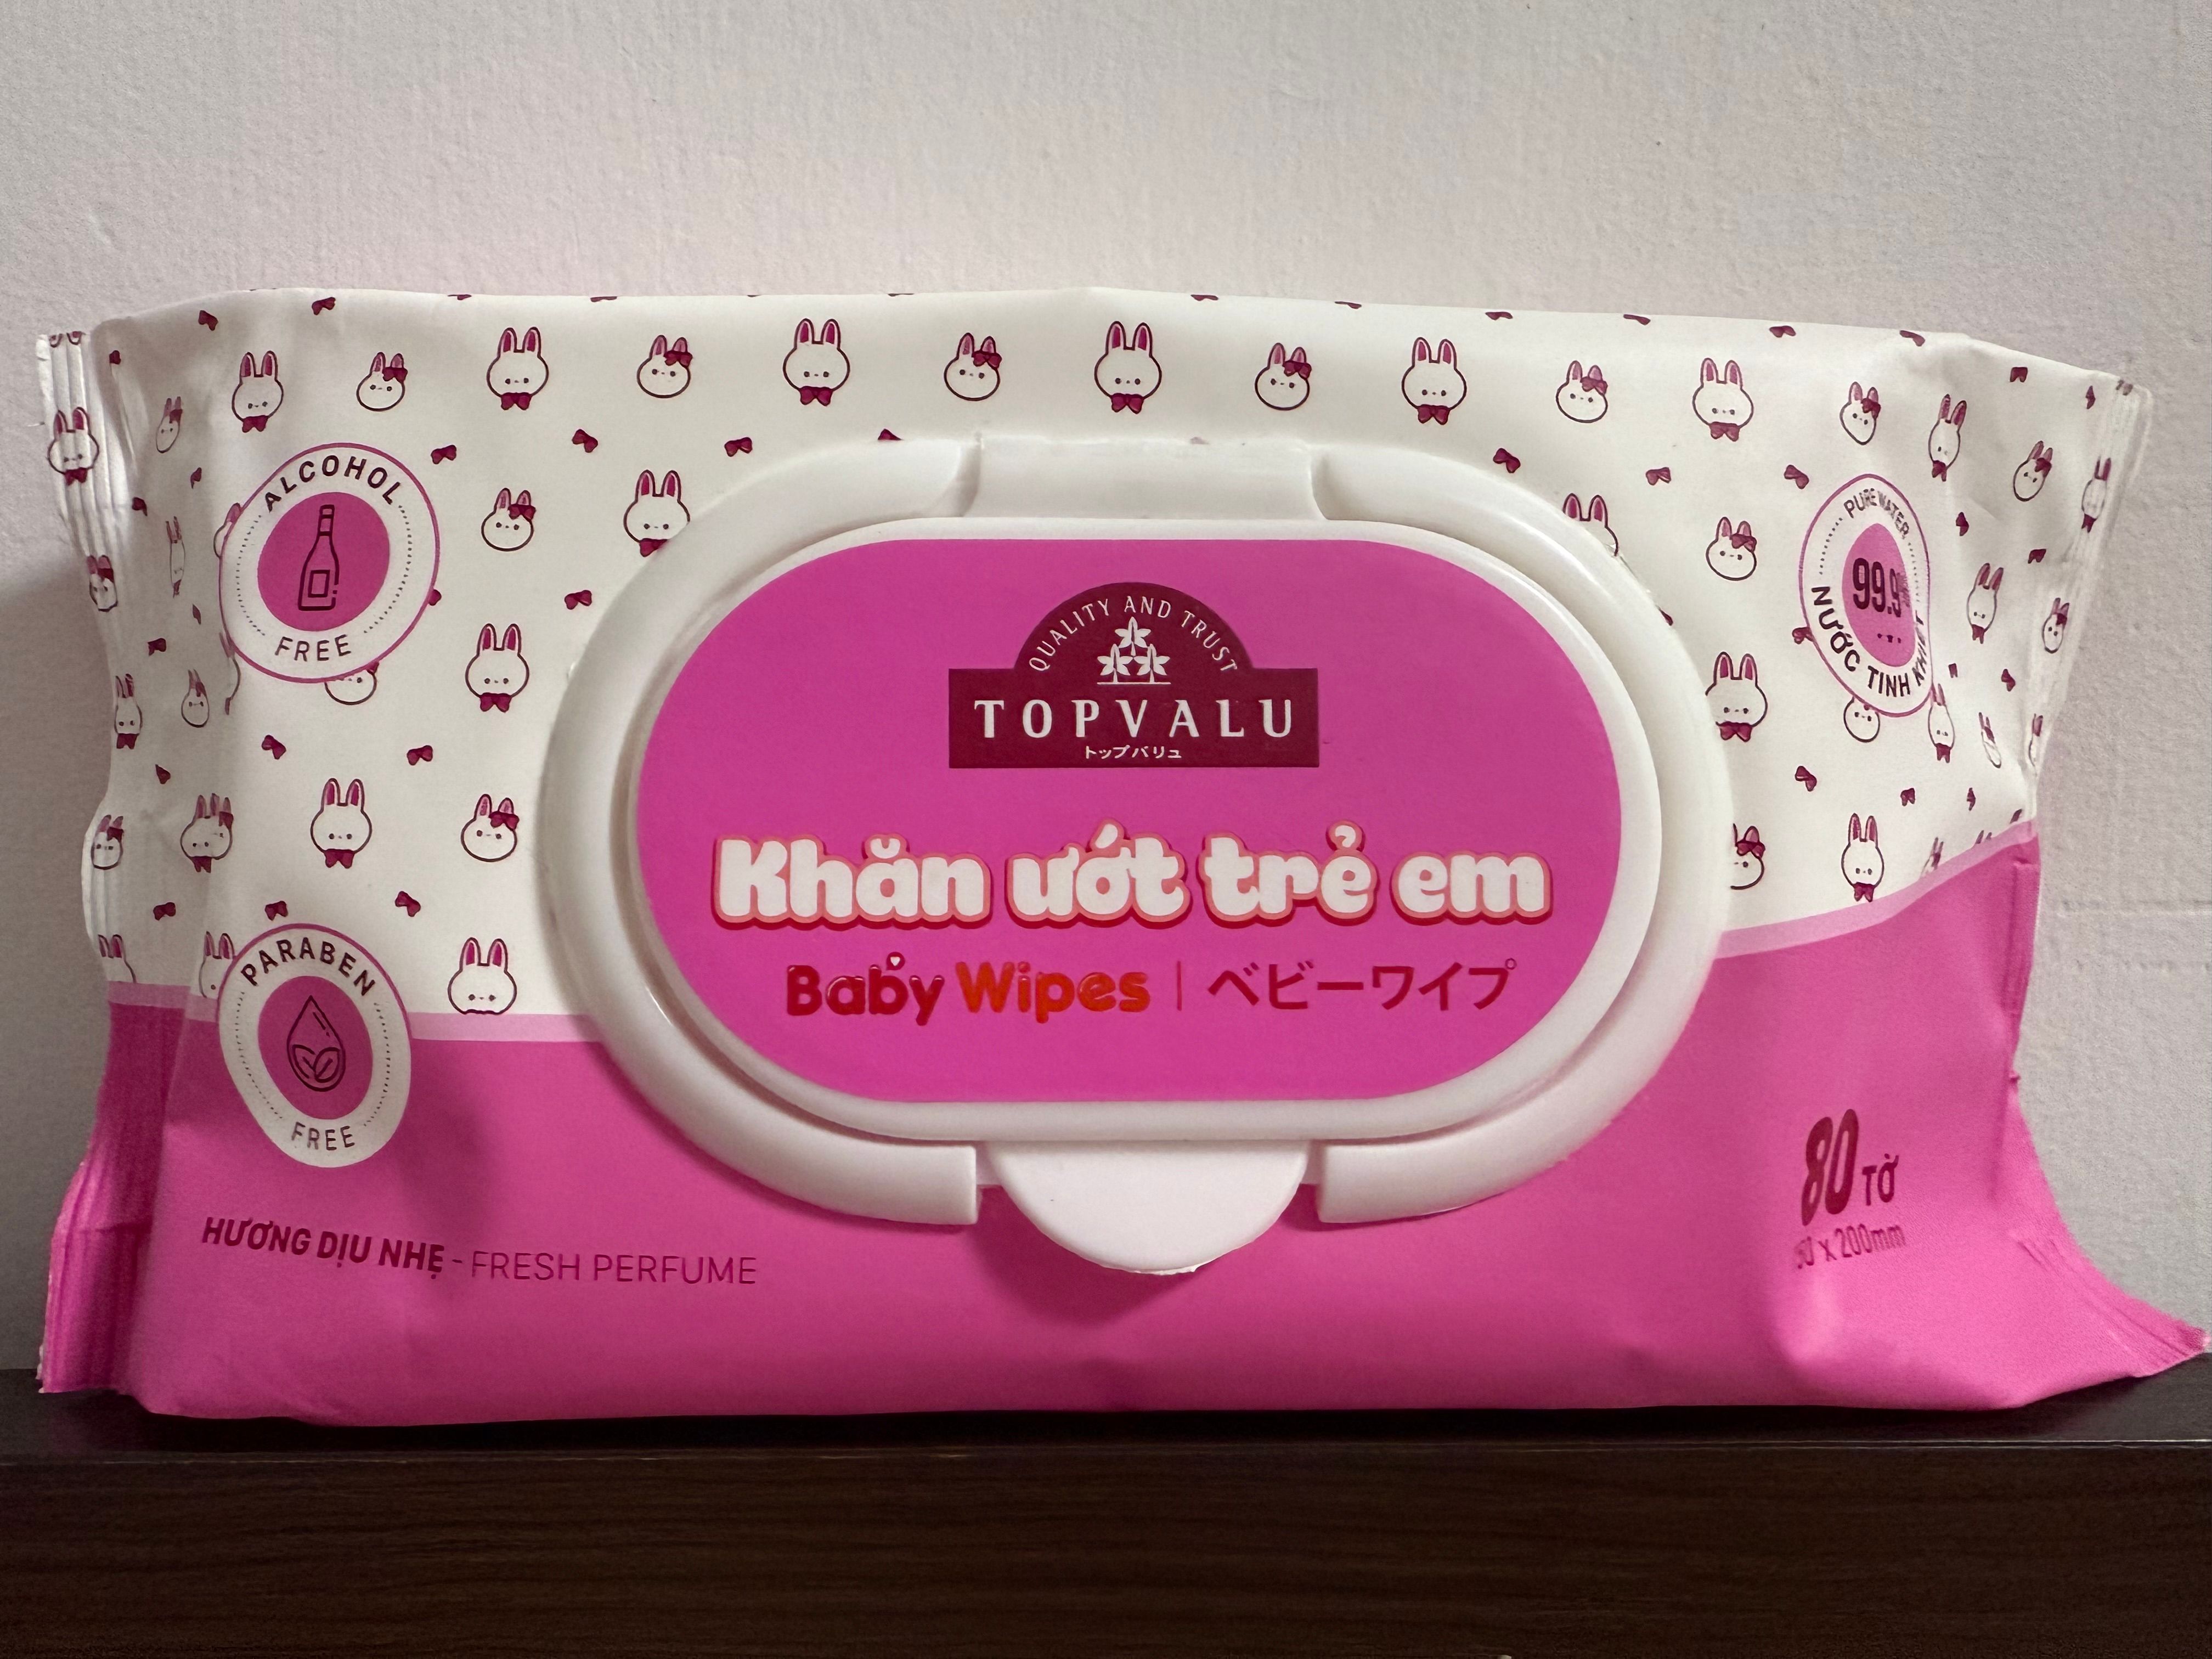 ALCOHOL
FREE
PURE WATER
99.9%
NƯỚC TINH KHIẾT
QUALITY AND TRUST
TOPVALU
トップバリュ
Khăn ướt trẻ em
Baby Wipes | ベビーワイプ
PARABEN
FREE
80 TỜ
x 200mm
HƯƠNG DỊU NHẸ - FRESH PERFUME